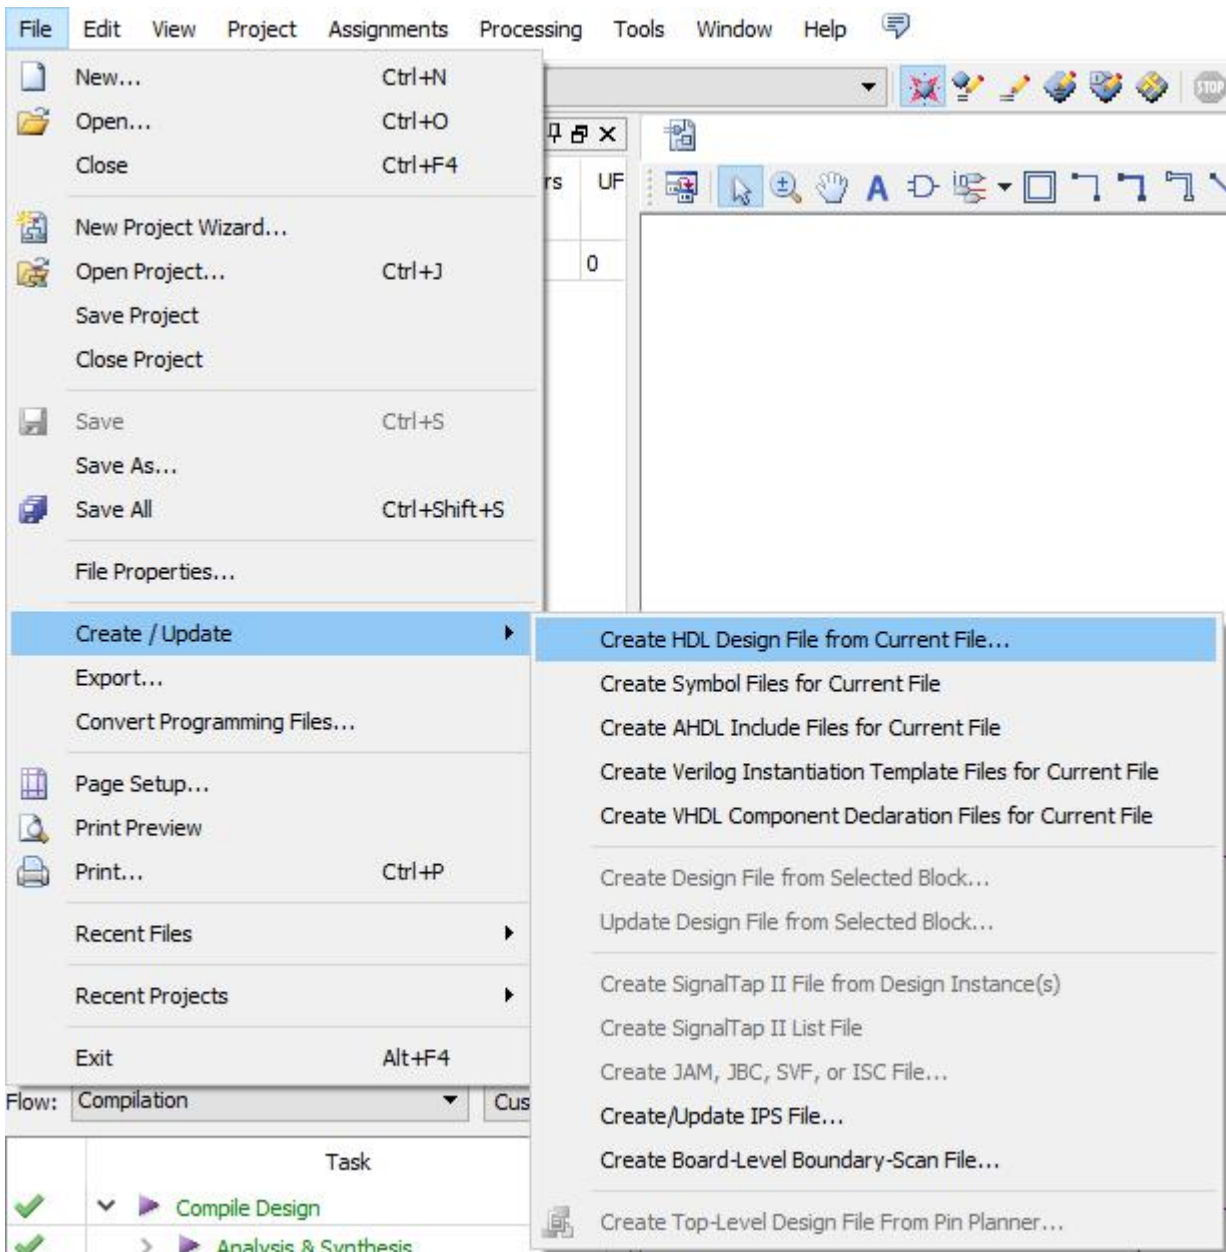 File Edit View Project Assignments Processing Tools Window Help
New... Ctrl+N
STOP
Open... Ctrl+O
Close Ctrl+F4
rs UF
A
New Project Wizard...
0
Open Project... Ctrl+J
Save Project
Close Project
Save Ctrl+S
Save As...
Save All Ctrl+Shift+S
File Properties...
Create / Update
Export...
Convert Programming Files...
Page Setup...
Print Preview
Print... Ctrl+P
Recent Files
Recent Projects
Exit Alt+F4
Create HDL Design File from Current File...
Create Symbol Files for Current File
Create AHDL Include Files for Current File
Create Verilog Instantiation Template Files for Current File
Create VHDL Component Declaration Files for Current File
Create Design File from Selected Block...
Update Design File from Selected Block...
Create SignalTap II File from Design Instance(s)
Create SignalTap II List File
Create JAM, JBC, SVF, or ISC File...
Create/Update IPS File...
Create Board-Level Boundary-Scan File...
Create Top-Level Design File From Pin Planner...
Flow: Compilation Cus
Task
Compile Design
Analysis & Synthesis